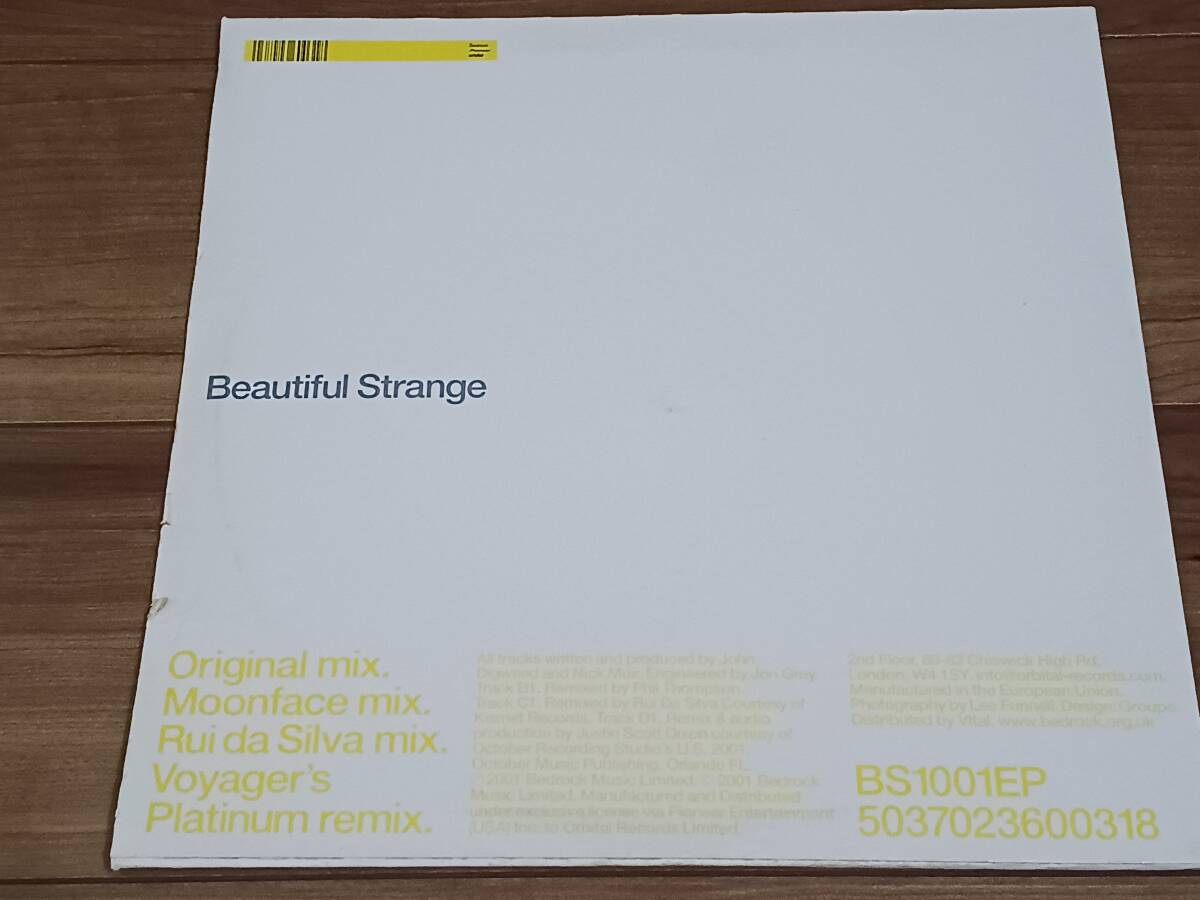 Beautiful Strange
Original mix.
Moonface mix.
Rui da Silva mix.
Voyager's
Platinum remix.
All tracks written and produced by John
Digweed and Nick Muir. Engineered by Jon Gray.
Track B1. Remixed by Phil Thompson.
Track C1. Remixed by Rui Da Silva Courtesy of
Kismet Records. Track D1. Remix & audio
production by Justin Scott Dixon courtesy of
October Recording Studio's U.S. 2001.
October Music Publishing, Orlando FL.
℗2001 Bedrock Music Limited. © 2001 Bedrock
Music Limited. Manufactured and Distributed
under exclusive license via Pioneer Entertainment
(USA) Inc. to Orbital Records Limited.
2nd Floor, Chiswick High Rd,
London, W4 1SY. info@orbital-records.com.
Manufactured in the European Union.
Photography by Lee Funnell. Design: Groupe.
Distributed by Vital. www.bedrock.org.uk
BS1001EP
5037023600318